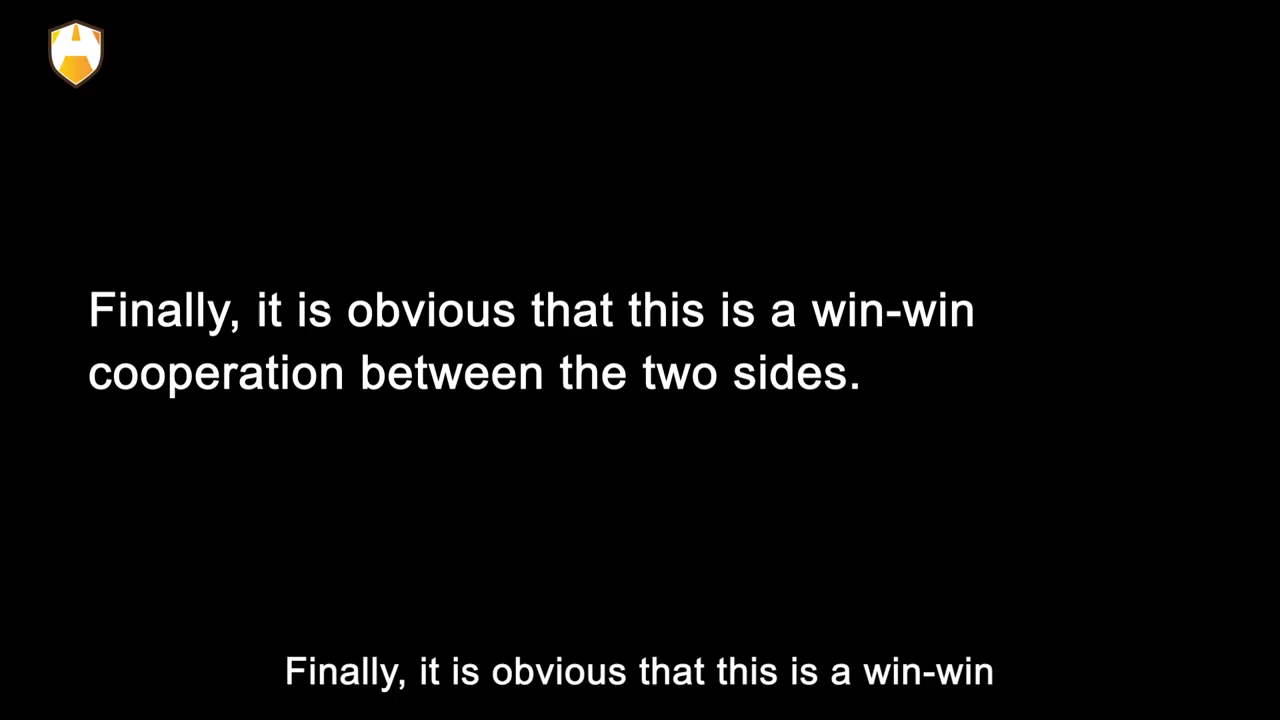 Finally, it is obvious that this is a win-win
cooperation between the two sides.
Finally, it is obvious that this is a win-win